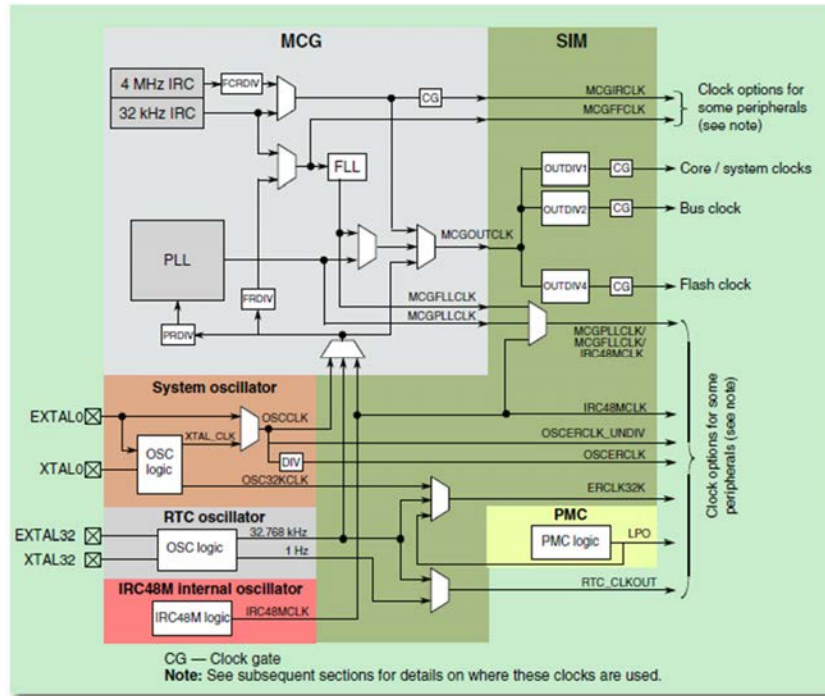 MCG
SIM
4 MHz IRC
FCRDIV
32 kHz IRC
CG
MCGIRCLK
MCGFFCLK
Clock options for
some peripherals
(see note)
FLL
OUTDIV1
CG
Core / system clocks
OUTDIV2
CG
Bus clock
MCGOUTCLK
PLL
OUTDIV4
CG
Flash clock
FRDIV
MCGFLLCLK
MCGPLLCLK
PRDIV
MCGPLLCLK/
MCGFLLCLK/
IRC48MCLK
System oscillator
EXTAL0
OSCCLK
XTAL_CLK
IRC48MCLK
OSCERCLK_UNDIV
OSC
logic
DIV
OSCERCLK
XTAL0
OSC32KCLK
ERCLK32K
Clock options for some
peripherals (see note)
RTC oscillator
PMC
EXTAL32
32.768 kHz
OSC logic
PMC logic
LPO
XTAL32
1 Hz
IRC48M internal oscillator
RTC_CLKOUT
IRC48M logic
IRC48MCLK
CG — Clock gate
Note: See subsequent sections for details on where these clocks are used.